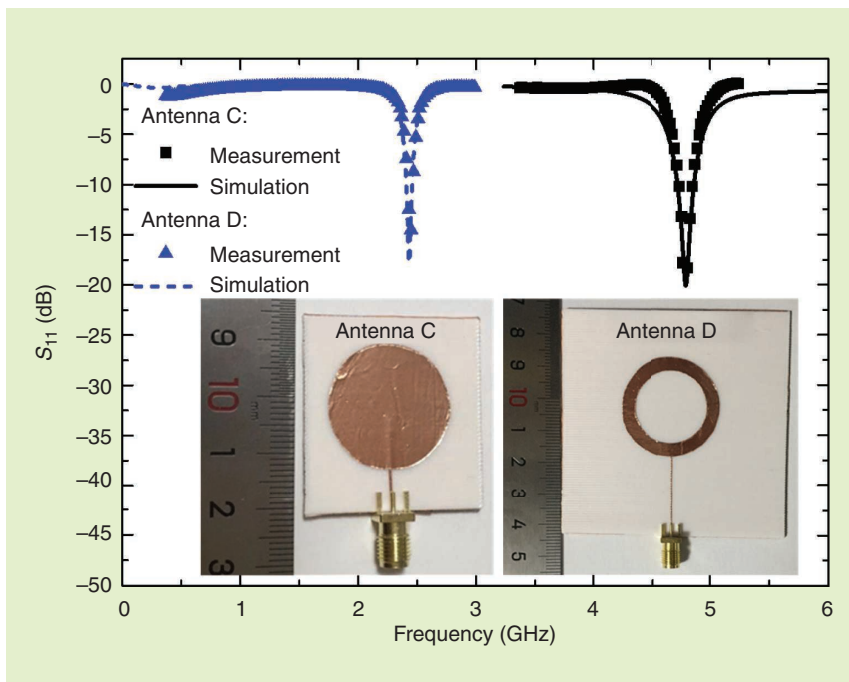 0
−5
−10
−15
−20
−25
−30
−35
−40
−45
−50
S11 (dB)
Antenna C:
Measurement
Simulation
Antenna D:
Measurement
Simulation
Antenna C
9
10
1
2
3
mm
Antenna D
7
8
9
10
1
2
3
4
5
0 1 2 3 4 5 6
Frequency (GHz)